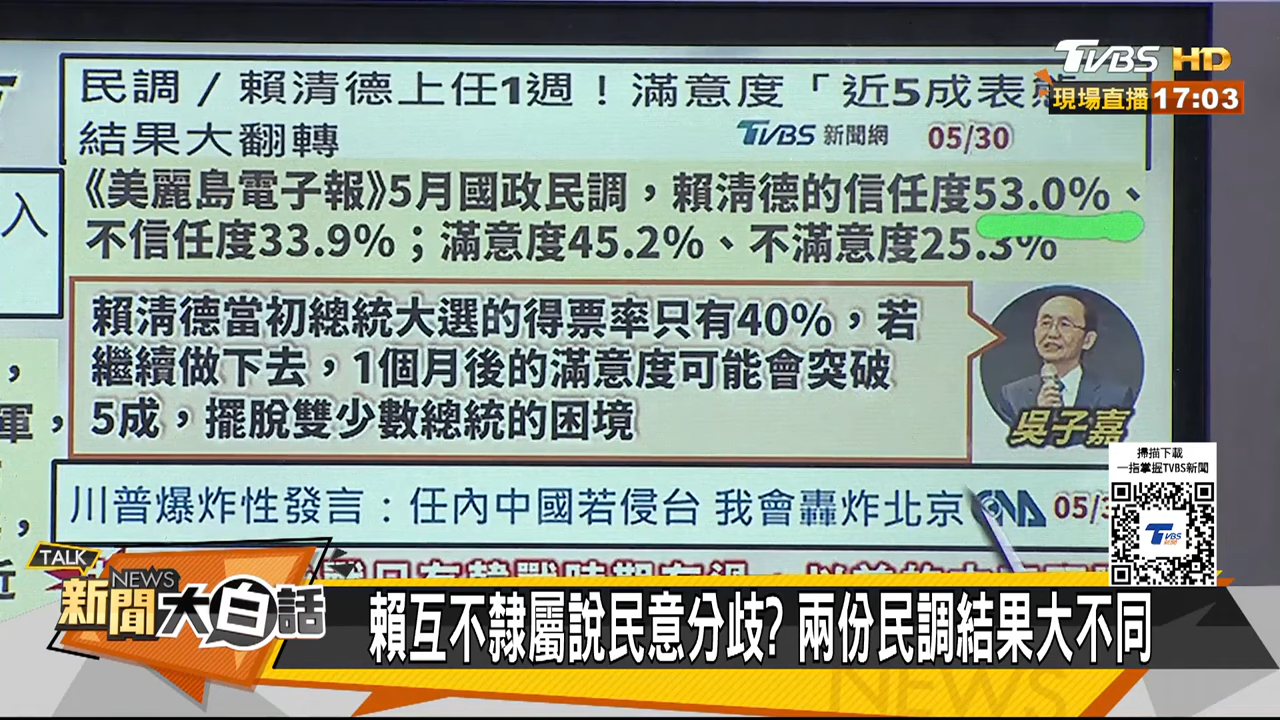 TVBS HD
現場直播 17:03
民調／賴清德上任1週！滿意度「近5成表態
結果大翻轉
TVBS 新聞網 05/30
《美麗島電子報》5月國政民調，賴清德的信任度53.0%、
不信任度33.9%；滿意度45.2%、不滿意度25.3%
入
賴清德當初總統大選的得票率只有40%，若
繼續做下去，1個月後的滿意度可能會突破
5成，擺脫雙少數總統的困境
吳子嘉
，
軍，
，
近
掃描下載
一指掌握TVBS新聞
TVBS
川普爆炸性發言：任內中國若侵台 我會轟炸北京
CNA 05/3
TALK
NEWS
新聞大白話
賴互不隸屬說民意分歧? 兩份民調結果大不同
NEWS